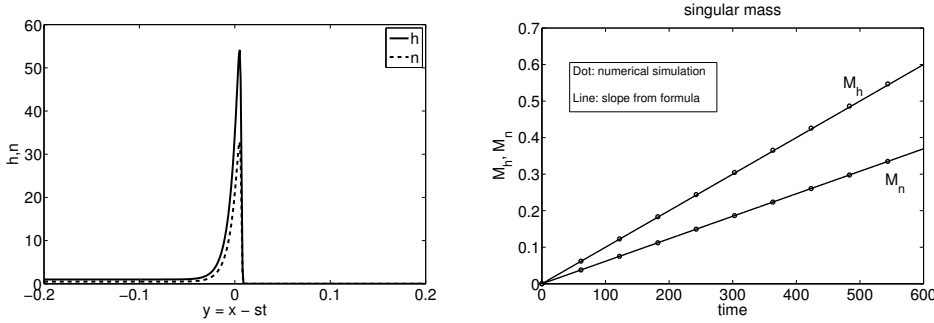 60
50
40
30
20
10
0
h,n
h
n
−0.2
−0.1
0
0.1
0.2
y = x − st
singular mass
0.7
0.6
0.5
0.4
0.3
0.2
0.1
0
M_h, M_n
Dot: numerical simulation
Line: slope from formula
M_h
M_n
0
100
200
300
400
500
600
time